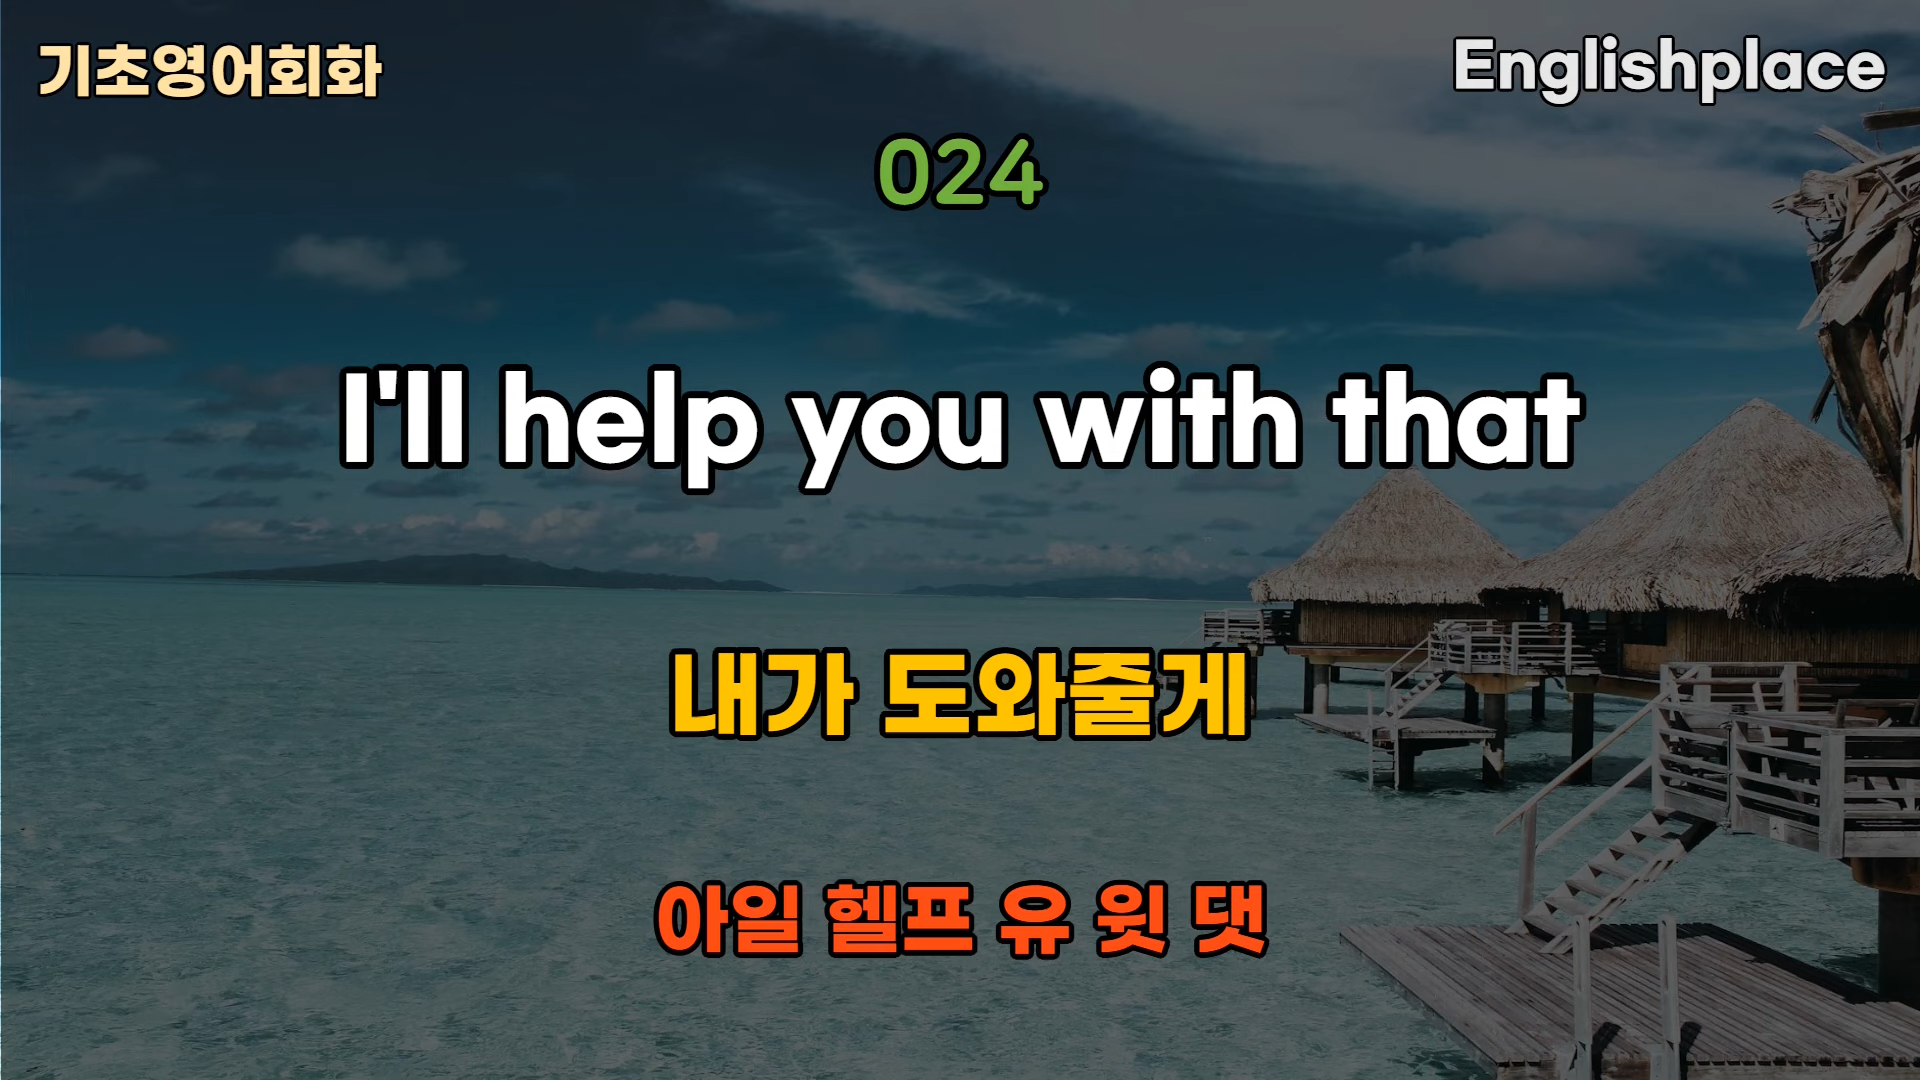 기초영어회화
Englishplace
024
I'll help you with that
내가 도와줄게
아일 헬프 유 윗 댓